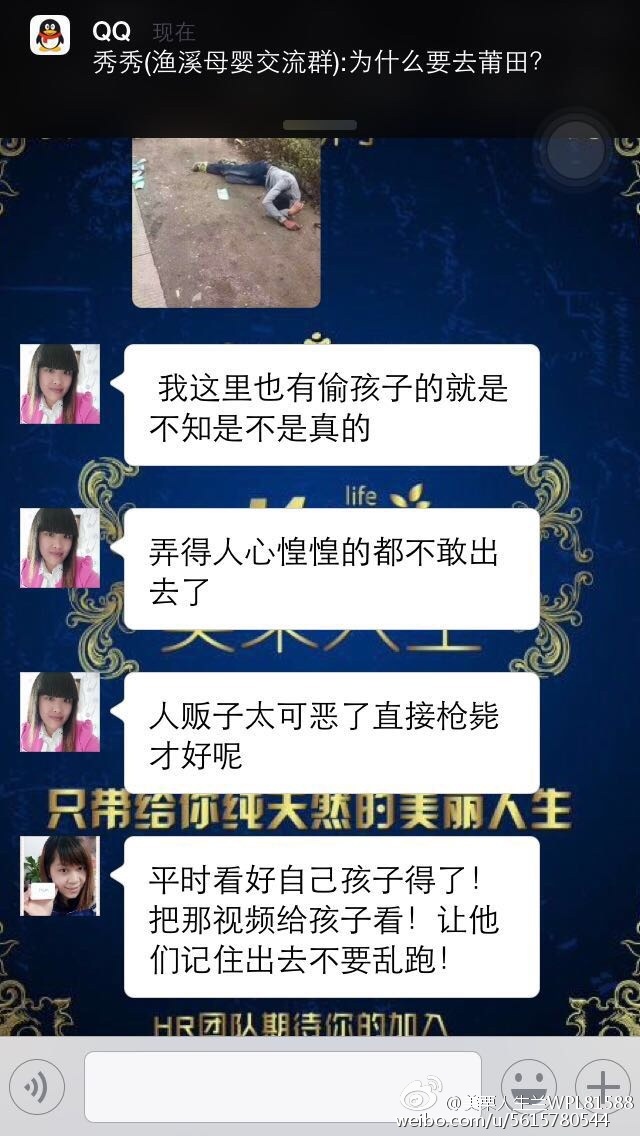 QQ 现在
秀秀(渔溪母婴交流群):为什么要去莆田?
我这里也有偷孩子的就是
不知是不是真的
life
弄得人心惶惶的都不敢出
去了
人贩子太可恶了直接枪毙
才好呢
只带给你纯天然的美丽人生
平时看好自己孩子得了!
把那视频给孩子看!让他
们记住出去不要乱跑!
HR团队期待你的加入
@美栗人生兰WPL81588
weibo.com/u/5615780544